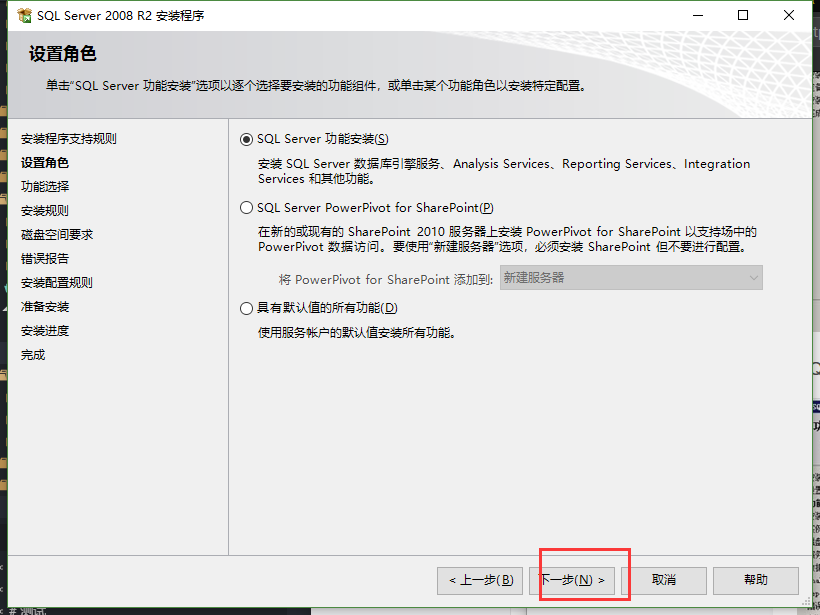 SQL Server 2008 R2 安装程序
设置角色
单击“SQL Server 功能安装”选项以逐个选择要安装的功能组件，或单击某个功能角色以安装特定配置。
安装程序支持规则
设置角色
功能选择
安装规则
磁盘空间要求
错误报告
安装配置规则
准备安装
安装进度
完成
SQL Server 功能安装(S)
安装 SQL Server 数据库引擎服务、Analysis Services、Reporting Services、Integration
Services 和其他功能。
SQL Server PowerPivot for SharePoint(P)
在新的或现有的 SharePoint 2010 服务器上安装 PowerPivot for SharePoint 以支持场中的
PowerPivot 数据访问。要使用“新建服务器”选项，必须安装 SharePoint 但不要进行配置。
将 PowerPivot for SharePoint 添加到: 新建服务器
具有默认值的所有功能(D)
使用服务帐户的默认值安装所有功能。
< 上一步(B) 下一步(N) > 取消 帮助
# 测试